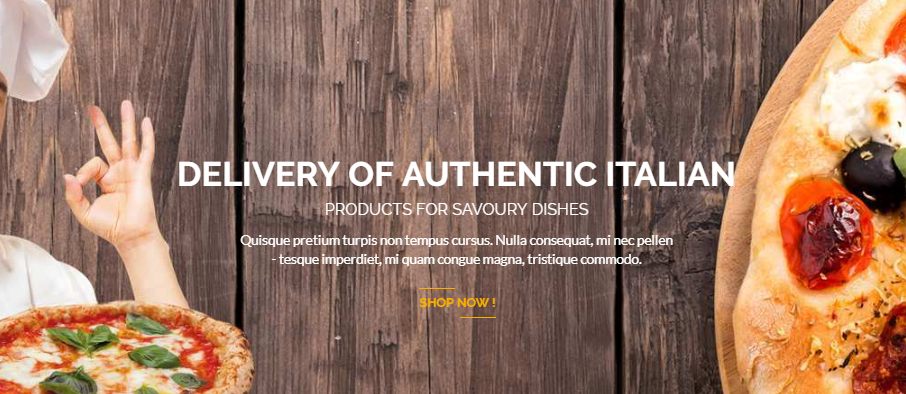 DELIVERY OF AUTHENTIC ITALIAN
PRODUCTS FOR SAVOURY DISHES
Quisque pretium turpis non tempus cursus. Nulla consequat, mi nec pellen
- tesque imperdiet, mi quam congue magna, tristique commodo.
SHOP NOW !